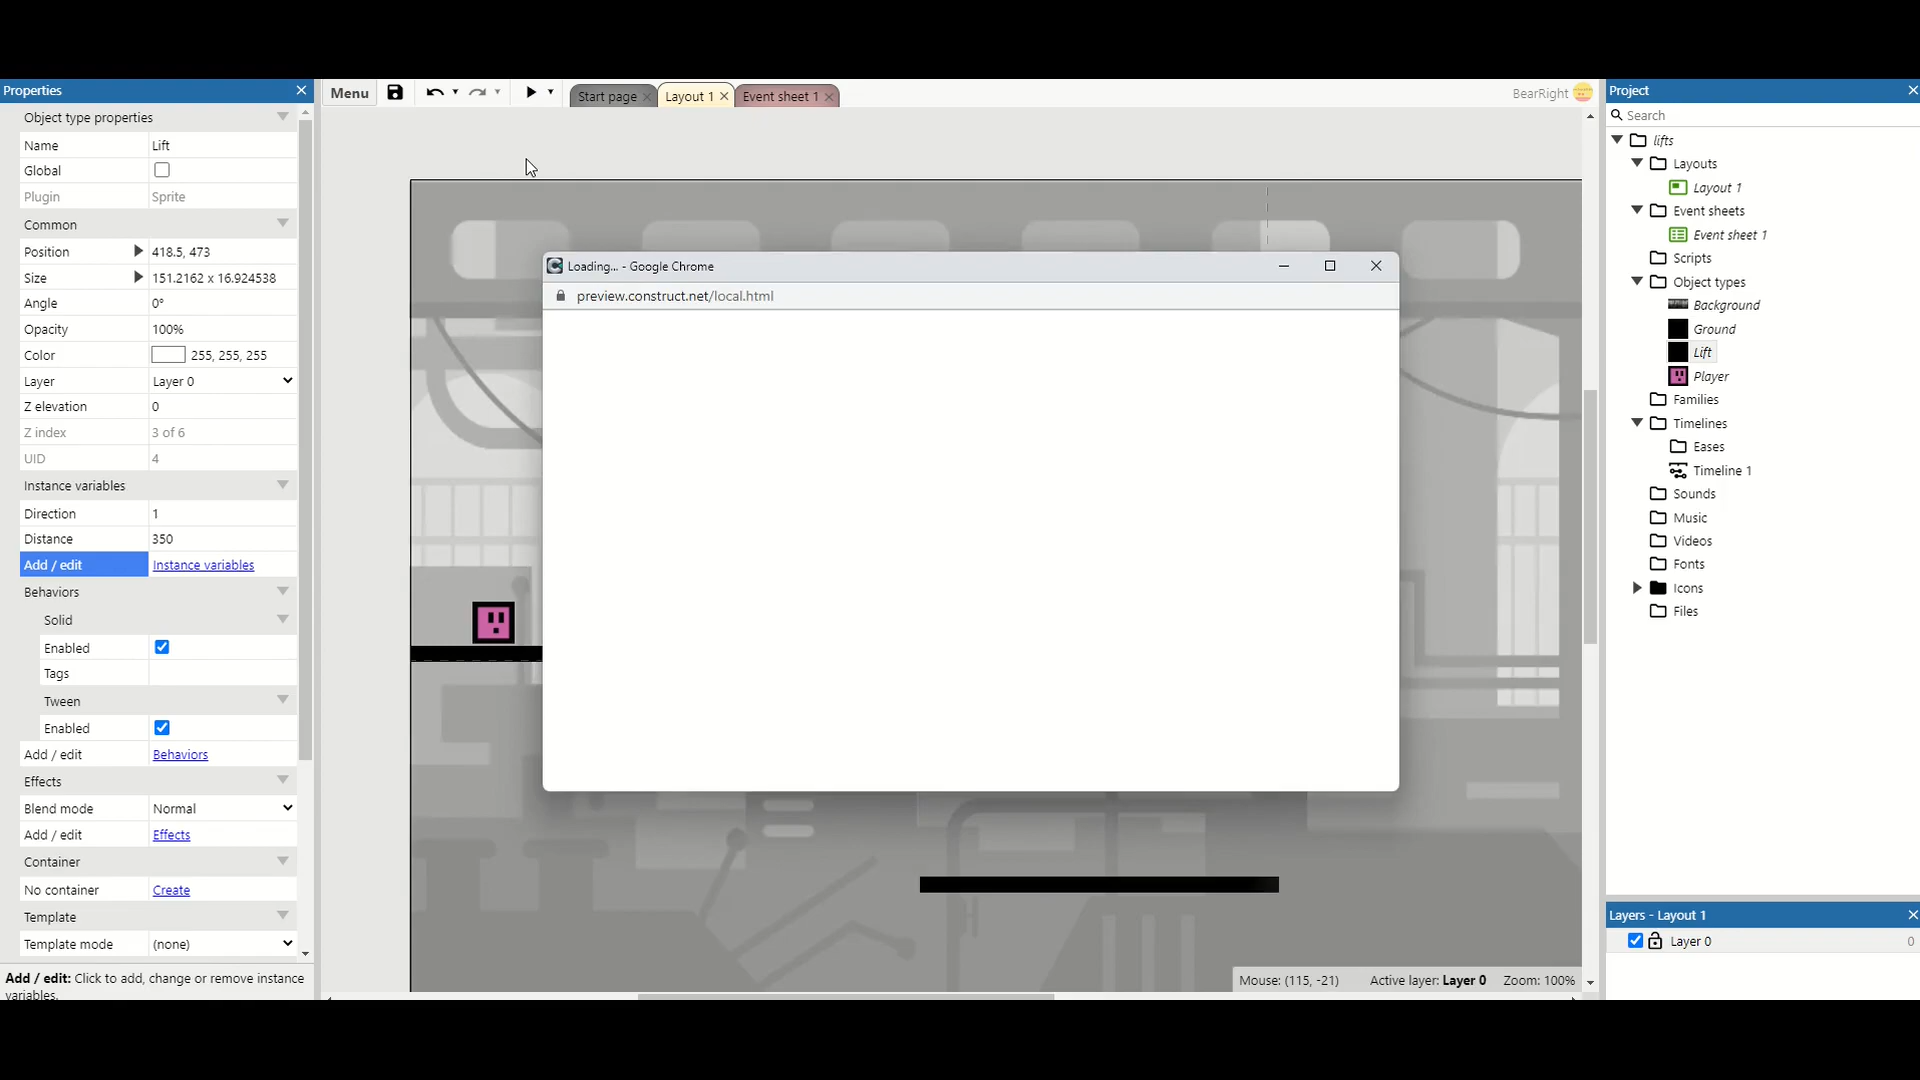 Properties
Object type properties
Name Lift
Global
Plugin Sprite
Common
Position 418.5, 473
Size 151.2162 x 16.924538
Angle 0°
Opacity 100%
Color 255, 255, 255
Layer Layer 0
Z elevation 0
Z index 3 of 6
UID 4
Instance variables
Direction 1
Distance 350
Add / edit Instance variables
Behaviors
Solid
Enabled
Tags
Tween
Enabled
Add / edit Behaviors
Effects
Blend mode Normal
Add / edit Effects
Container
No container Create
Template
Template mode (none)
Add / edit: Click to add, change or remove instance
variables.
Menu
Start page Layout 1 Event sheet 1
BearRight
Loading... - Google Chrome
preview.construct.net/local.html
Mouse: (115, -21) Active layer: Layer 0 Zoom: 100%
Project
Search
lifts
Layouts
Layout 1
Event sheets
Event sheet 1
Scripts
Object types
Background
Ground
Lift
Player
Families
Timelines
Eases
Timeline 1
Sounds
Music
Videos
Fonts
Icons
Files
Layers - Layout 1
Layer 0 0